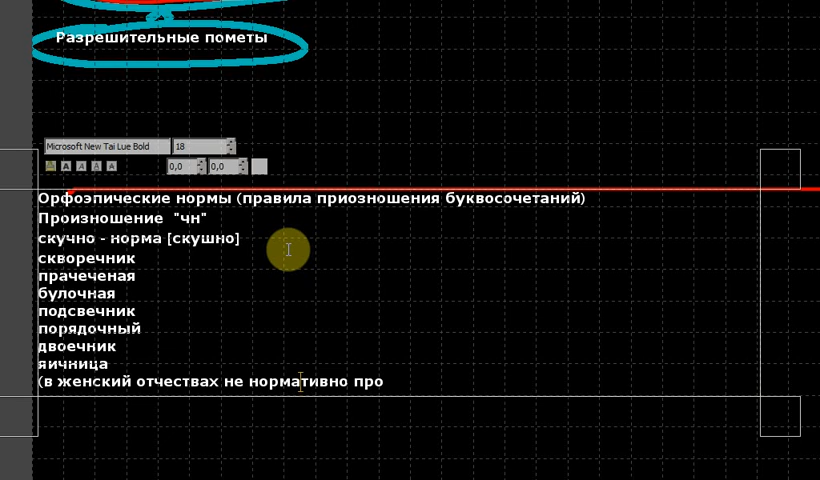 Разрешительные пометы
Microsoft New Tai Lue Bold 18
A A A A A 0,0 0,0
Орфоэпические нормы (правила приозношения буквосочетаний)
Произношение "чн"
скучно - норма [скушно]
скворечник
прачеченая
булочная
подсвечник
порядочный
двоечник
яичница
(в женский отчествах не нормативно про